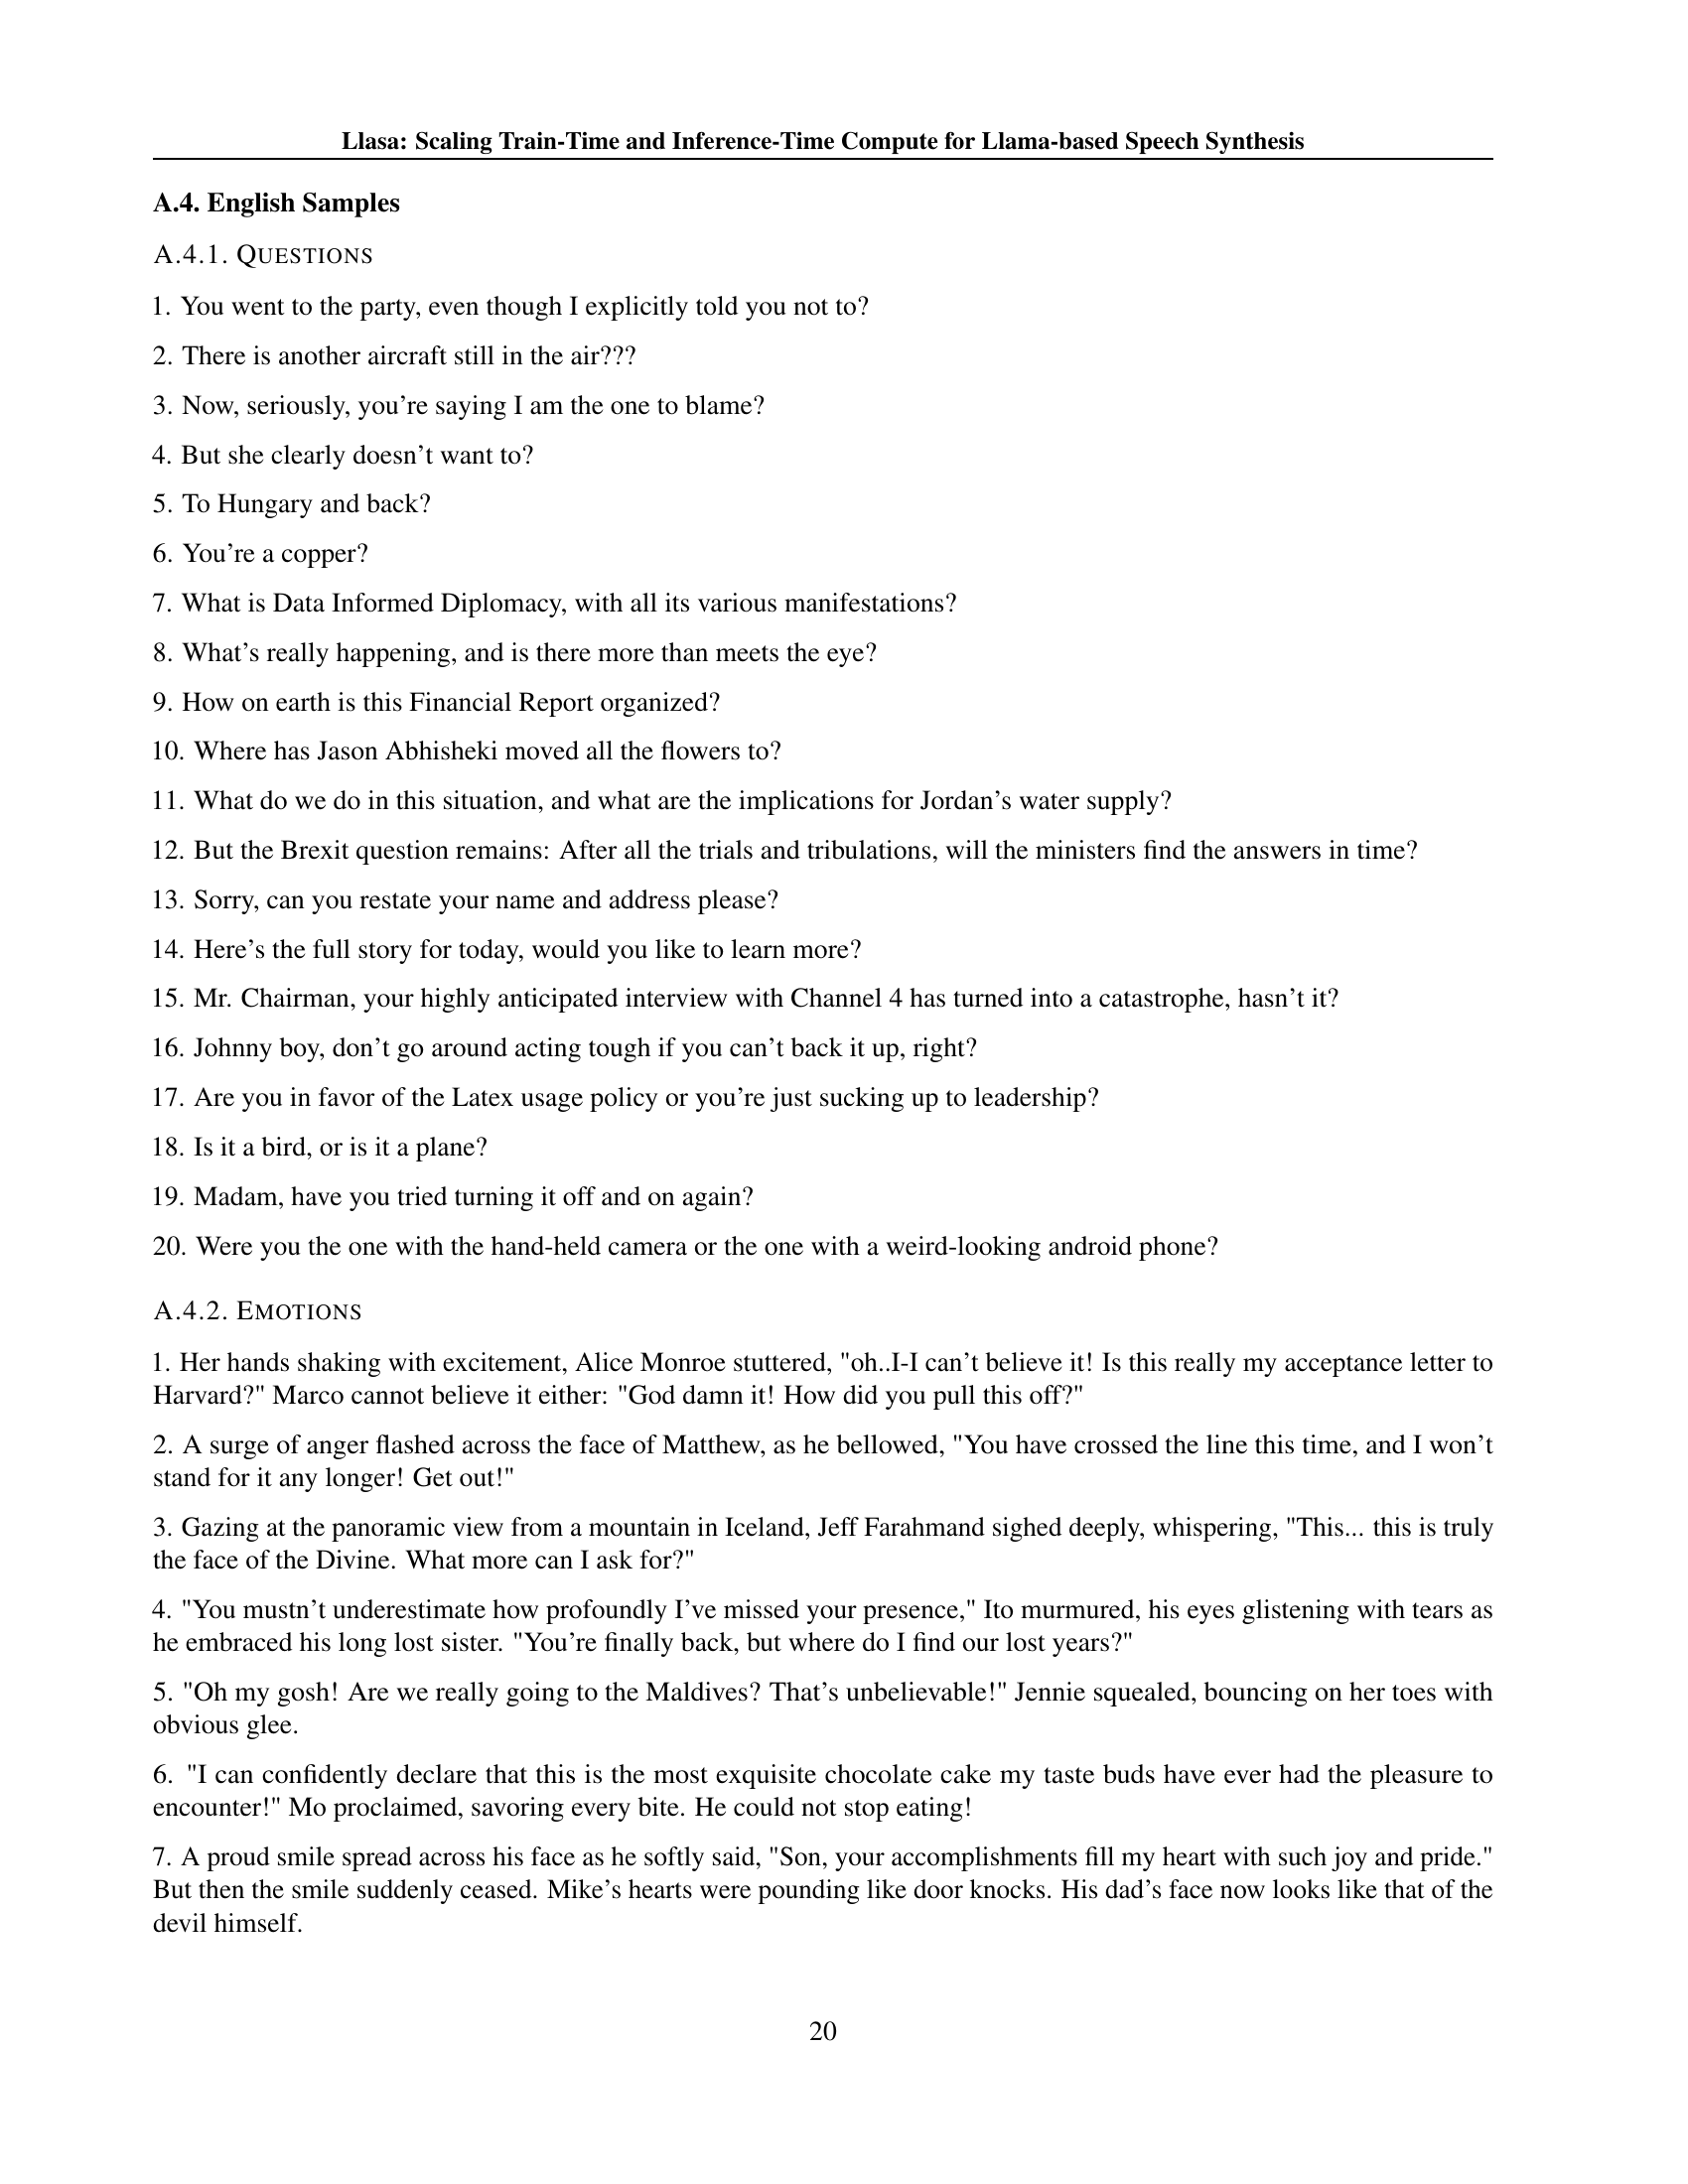 Llasa: Scaling Train-Time and Inference-Time Compute for Llama-based Speech Synthesis
A.4. English Samples
A.4.1. QUESTIONS
1. You went to the party, even though I explicitly told you not to?
2. There is another aircraft still in the air???
3. Now, seriously, you're saying I am the one to blame?
4. But she clearly doesn't want to?
5. To Hungary and back?
6. You're a copper?
7. What is Data Informed Diplomacy, with all its various manifestations?
8. What's really happening, and is there more than meets the eye?
9. How on earth is this Financial Report organized?
10. Where has Jason Abhisheki moved all the flowers to?
11. What do we do in this situation, and what are the implications for Jordan's water supply?
12. But the Brexit question remains: After all the trials and tribulations, will the ministers find the answers in time?
13. Sorry, can you restate your name and address please?
14. Here's the full story for today, would you like to learn more?
15. Mr. Chairman, your highly anticipated interview with Channel 4 has turned into a catastrophe, hasn't it?
16. Johnny boy, don't go around acting tough if you can't back it up, right?
17. Are you in favor of the Latex usage policy or you're just sucking up to leadership?
18. Is it a bird, or is it a plane?
19. Madam, have you tried turning it off and on again?
20. Were you the one with the hand-held camera or the one with a weird-looking android phone?
A.4.2. EMOTIONS
1. Her hands shaking with excitement, Alice Monroe stuttered, "oh..I-I can't believe it! Is this really my acceptance letter to
Harvard?" Marco cannot believe it either: "God damn it! How did you pull this off?"
2. A surge of anger flashed across the face of Matthew, as he bellowed, "You have crossed the line this time, and I won't
stand for it any longer! Get out!"
3. Gazing at the panoramic view from a mountain in Iceland, Jeff Farahmand sighed deeply, whispering, "This... this is truly
the face of the Divine. What more can I ask for?"
4. "You mustn't underestimate how profoundly I've missed your presence," Ito murmured, his eyes glistening with tears as
he embraced his long lost sister. "You're finally back, but where do I find our lost years?"
5. "Oh my gosh! Are we really going to the Maldives? That's unbelievable!" Jennie squealed, bouncing on her toes with
obvious glee.
6. "I can confidently declare that this is the most exquisite chocolate cake my taste buds have ever had the pleasure to
encounter!" Mo proclaimed, savoring every bite. He could not stop eating!
7. A proud smile spread across his face as he softly said, "Son, your accomplishments fill my heart with such joy and pride."
But then the smile suddenly ceased. Mike's hearts were pounding like door knocks. His dad's face now looks like that of the
devil himself.
20